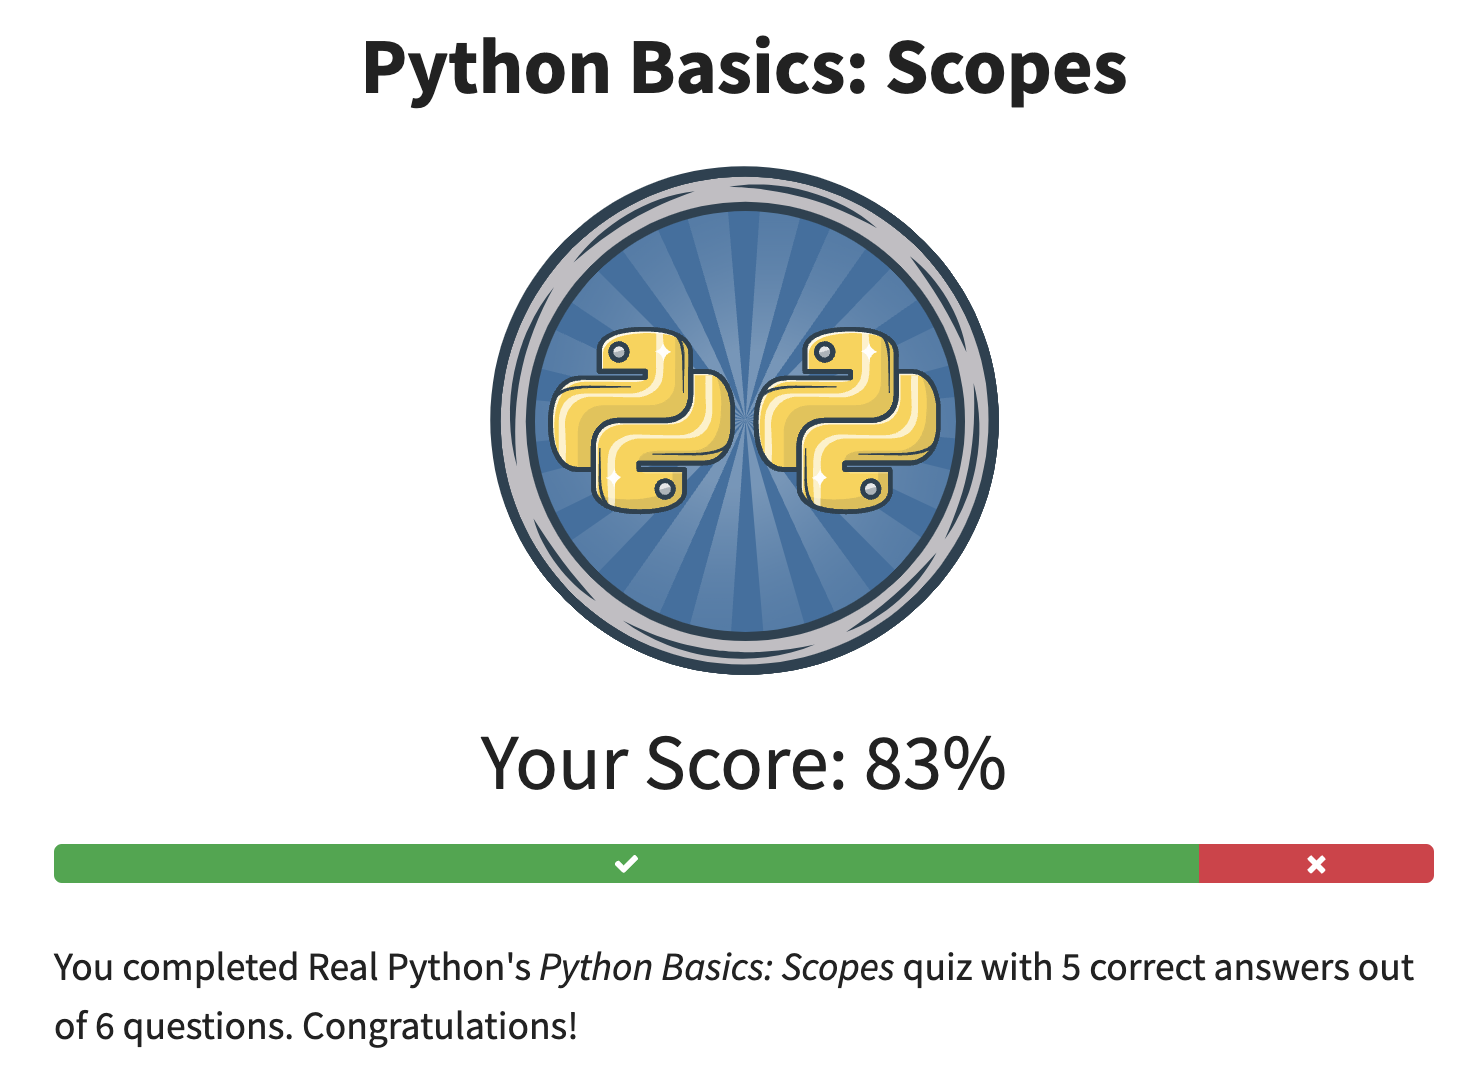 Python Basics: Scopes
Your Score: 83%
You completed Real Python's Python Basics: Scopes quiz with 5 correct answers out
of 6 questions. Congratulations!